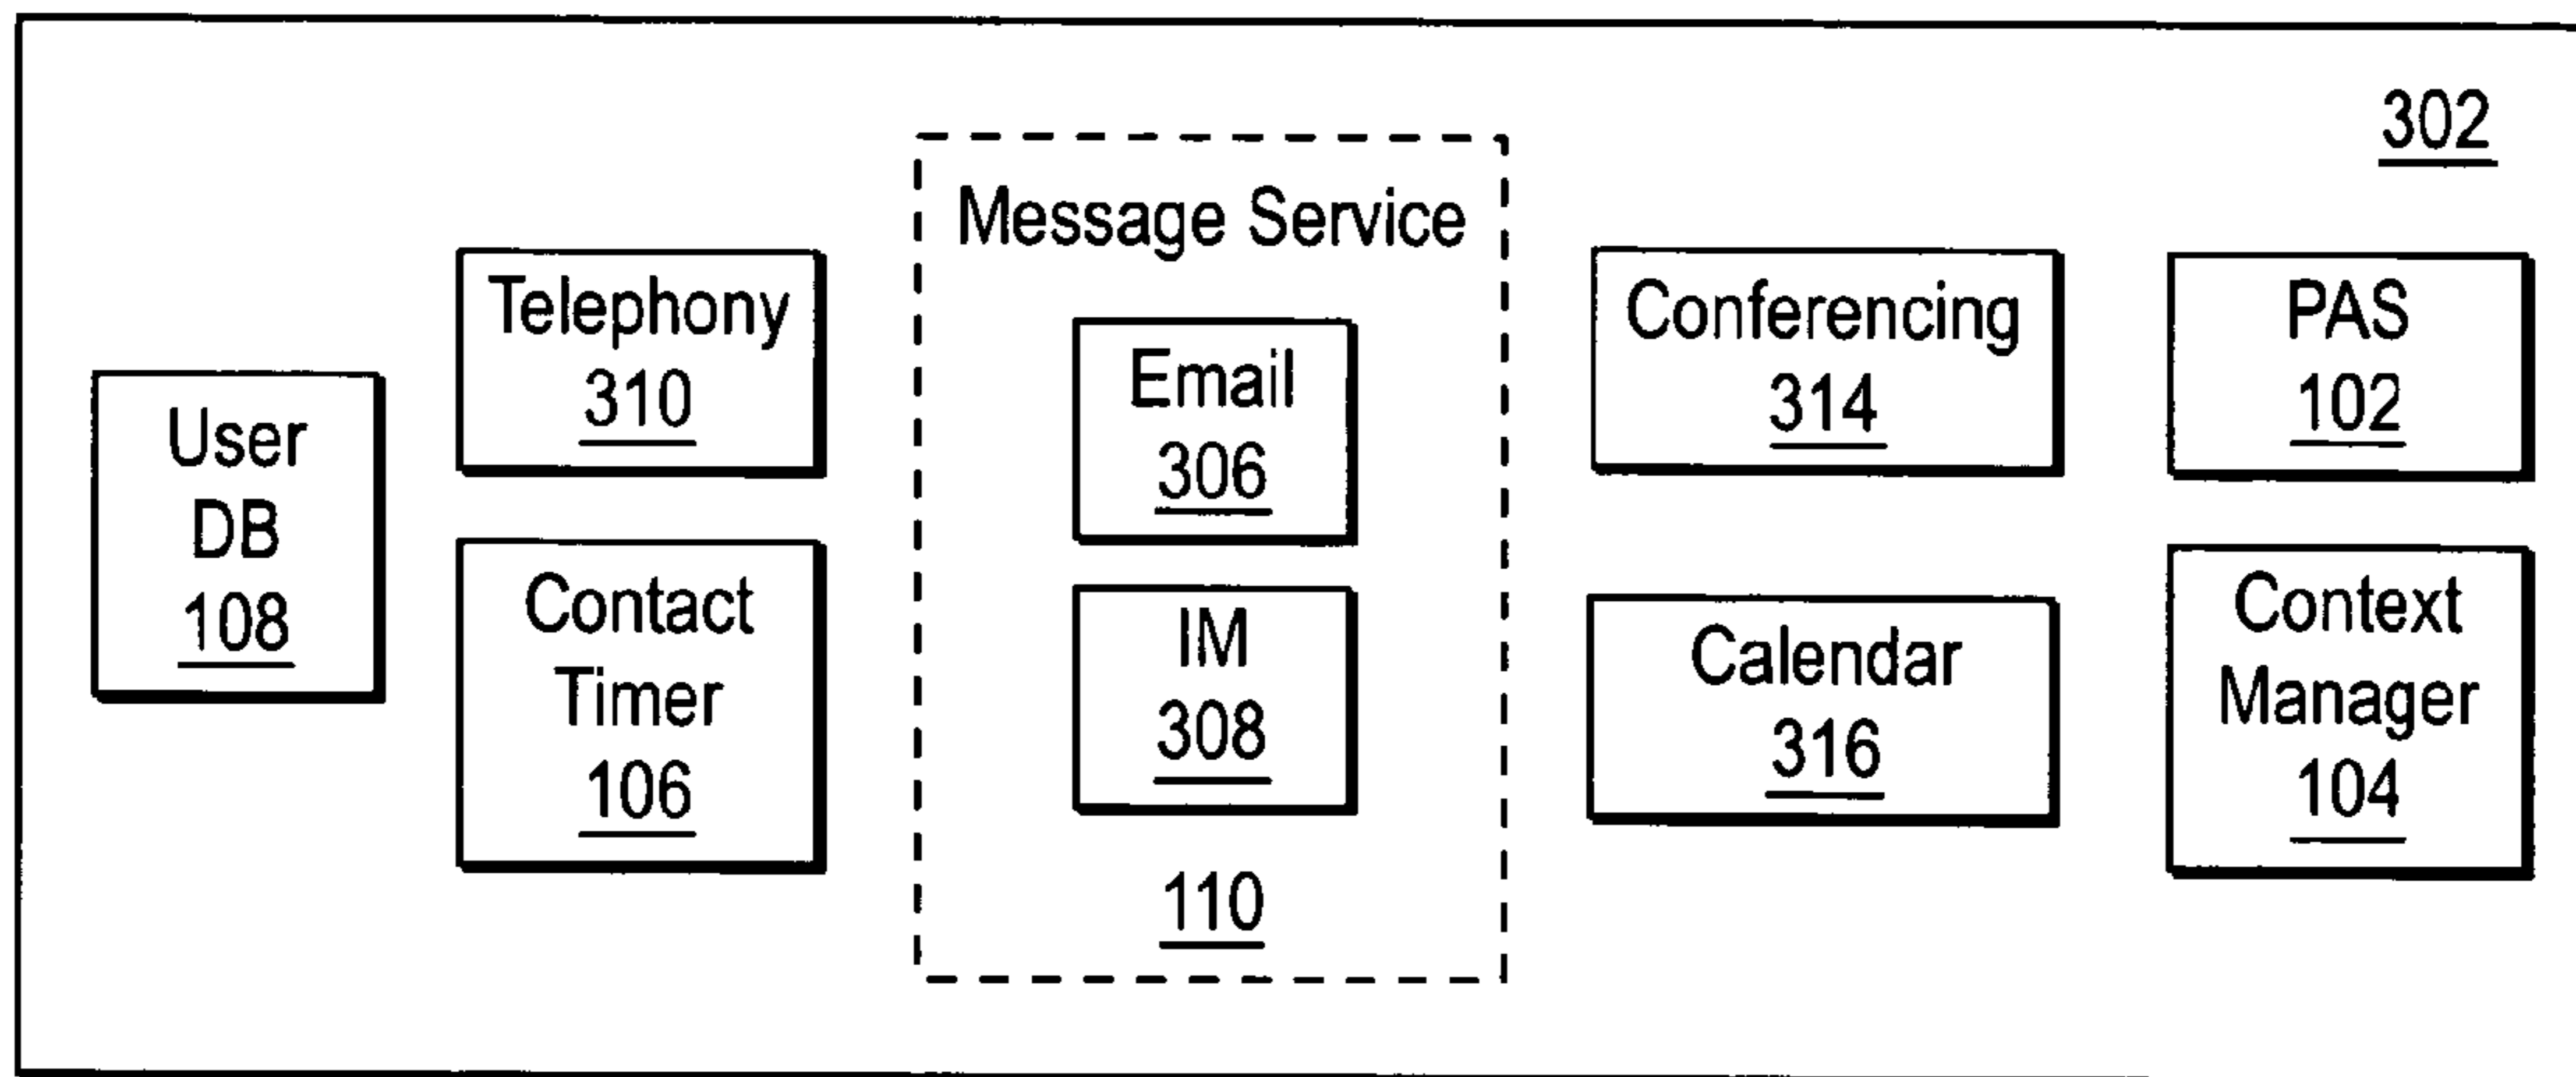 302
User
DB
108
Telephony
310
Contact
Timer
106
Message Service
Email
306
IM
308
110
Conferencing
314
Calendar
316
PAS
102
Context
Manager
104